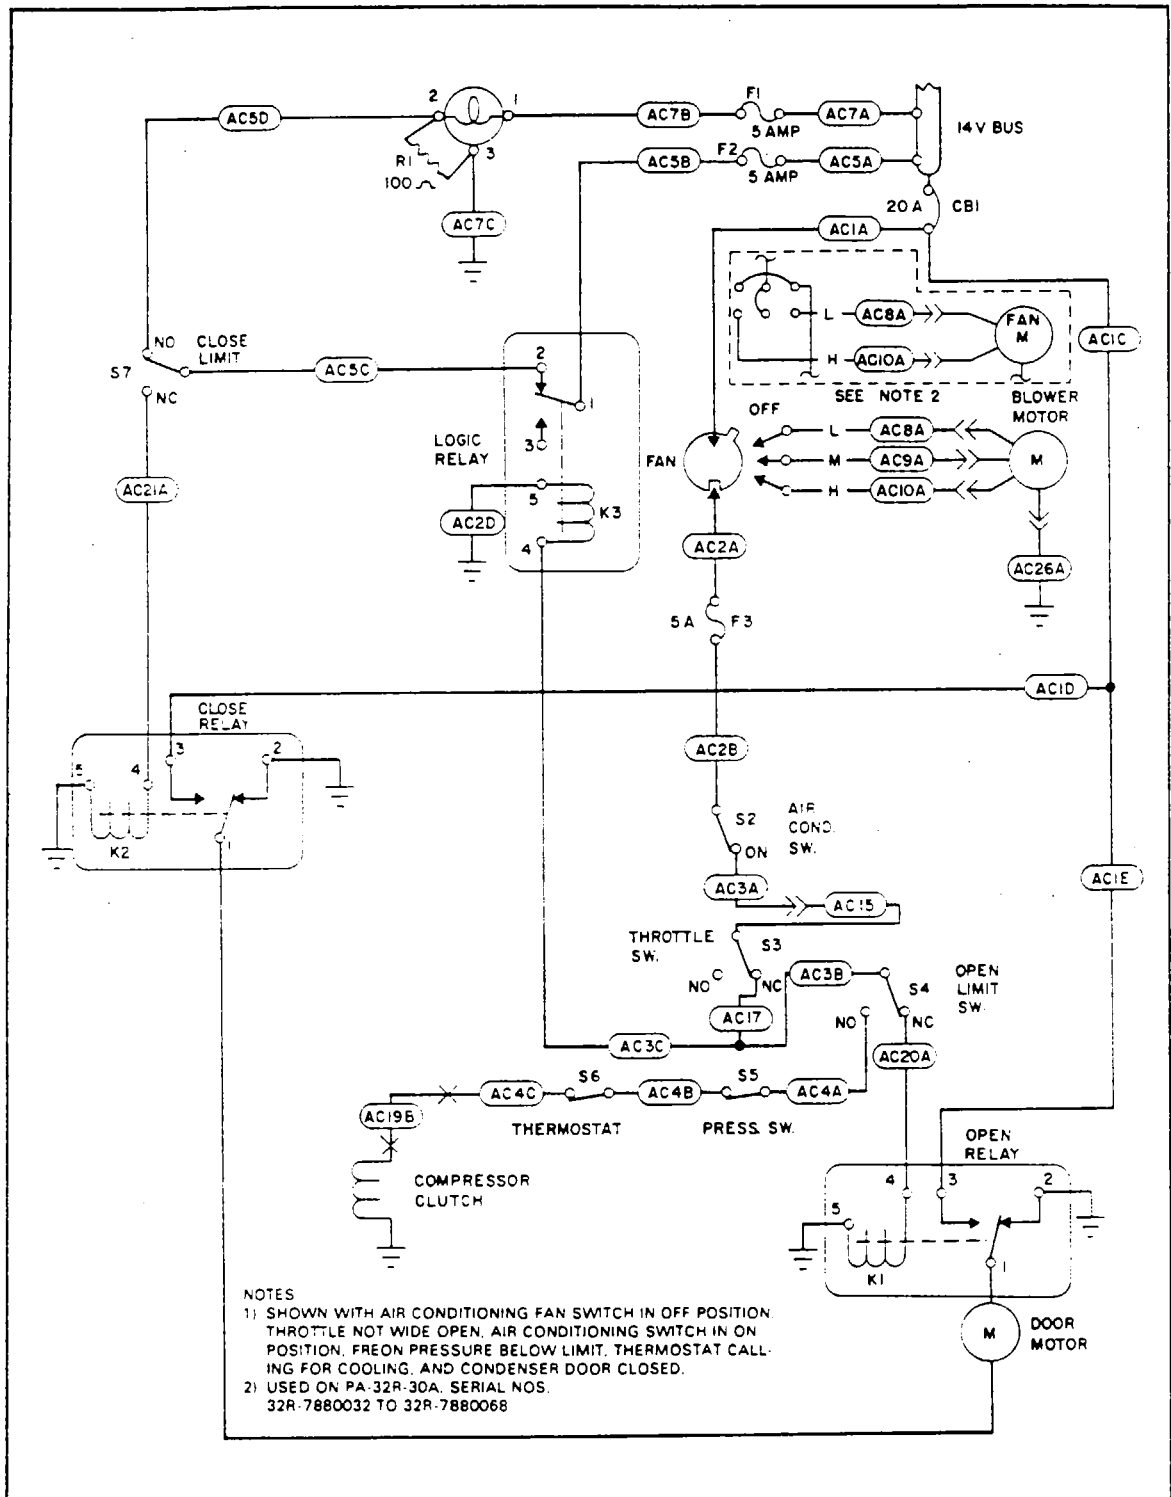 AC5D
2
1
AC7B
F1
5 AMP
AC7A
14V BUS
R1
100
3
AC5B
F2
5 AMP
AC5A
20 A
CB1
AC7C
AC1A
L
AC8A
FAN
M
AC1C
H
AC10A
SEE NOTE 2
BLOWER
MOTOR
NO
CLOSE
LIMIT
S7
NC
AC5C
2
1
3
LOGIC
RELAY
OFF
FAN
L
AC8A
M
AC9A
M
H
AC10A
AC21A
AC2D
5
K3
4
AC2A
AC26A
5A
F3
AC1D
CLOSE
RELAY
3
2
5
4
1
K2
AC2B
S2
AIR
COND.
SW.
ON
AC3A
AC15
AC1E
THROTTLE
SW.
S3
NO
NC
AC3B
OPEN
LIMIT
SW.
S4
NO
NC
AC17
AC3C
AC20A
S6
S5
AC4C
AC4B
AC4A
AC19B
THERMOSTAT
PRESS. SW.
OPEN
RELAY
COMPRESSOR
CLUTCH
4
3
2
5
1
K1
M
DOOR
MOTOR
NOTES
1) SHOWN WITH AIR CONDITIONING FAN SWITCH IN OFF POSITION.
THROTTLE NOT WIDE OPEN, AIR CONDITIONING SWITCH IN ON
POSITION, FREON PRESSURE BELOW LIMIT, THERMOSTAT CALL-
ING FOR COOLING, AND CONDENSER DOOR CLOSED.
2) USED ON PA-32R-30A, SERIAL NOS.
32R-7880032 TO 32R-7880068